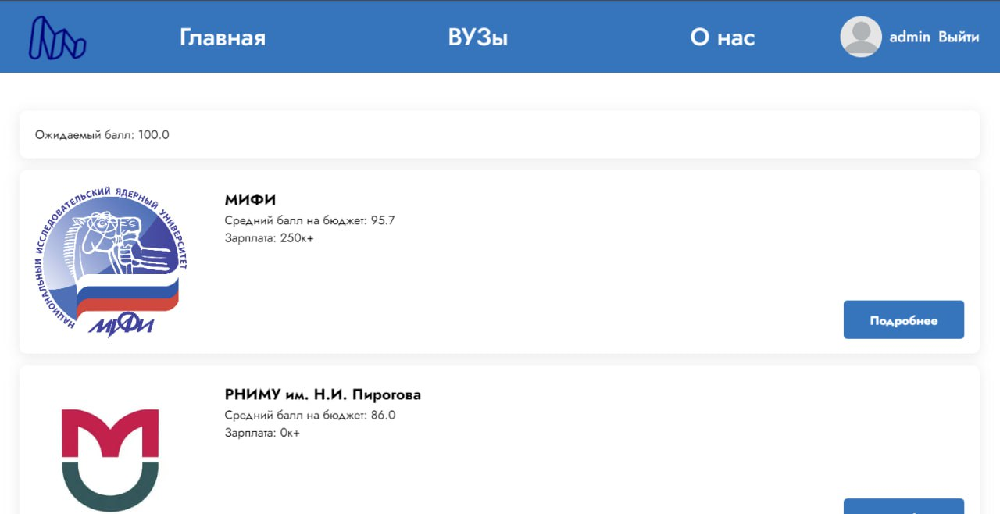 Главная
ВУЗы
О нас
admin Выйти
Ожидаемый балл: 100.0
НАЦИОНАЛЬНЫЙ ИССЛЕДОВАТЕЛЬСКИЙ ЯДЕРНЫЙ УНИВЕРСИТЕТ
МИФИ
МИФИ
Средний балл на бюджет: 95.7
Зарплата: 250к+
Подробнее
РНИМУ им. Н.И. Пирогова
Средний балл на бюджет: 86.0
Зарплата: 0к+